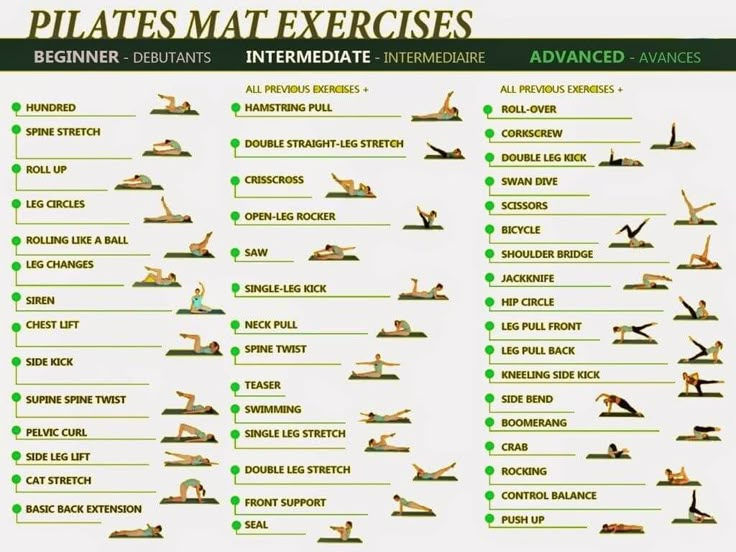 PILATES MAT EXERCISES
BEGINNER - DEBUTANTS
INTERMEDIATE - INTERMEDIAIRE
ADVANCED - AVANCES
HUNDRED
SPINE STRETCH
ROLL UP
LEG CIRCLES
ROLLING LIKE A BALL
LEG CHANGES
SIREN
CHEST LIFT
SIDE KICK
SUPINE SPINE TWIST
PELVIC CURL
SIDE LEG LIFT
CAT STRETCH
BASIC BACK EXTENSION
ALL PREVIOUS EXERCISES +
HAMSTRING PULL
DOUBLE STRAIGHT-LEG STRETCH
CRISSCROSS
OPEN-LEG ROCKER
SAW
SINGLE-LEG KICK
NECK PULL
SPINE TWIST
TEASER
SWIMMING
SINGLE LEG STRETCH
DOUBLE LEG STRETCH
FRONT SUPPORT
SEAL
ALL PREVIOUS EXERCISES +
ROLL-OVER
CORKSCREW
DOUBLE LEG KICK
SWAN DIVE
SCISSORS
BICYCLE
SHOULDER BRIDGE
JACKKNIFE
HIP CIRCLE
LEG PULL FRONT
LEG PULL BACK
KNEELING SIDE KICK
SIDE BEND
BOOMERANG
CRAB
ROCKING
CONTROL BALANCE
PUSH UP